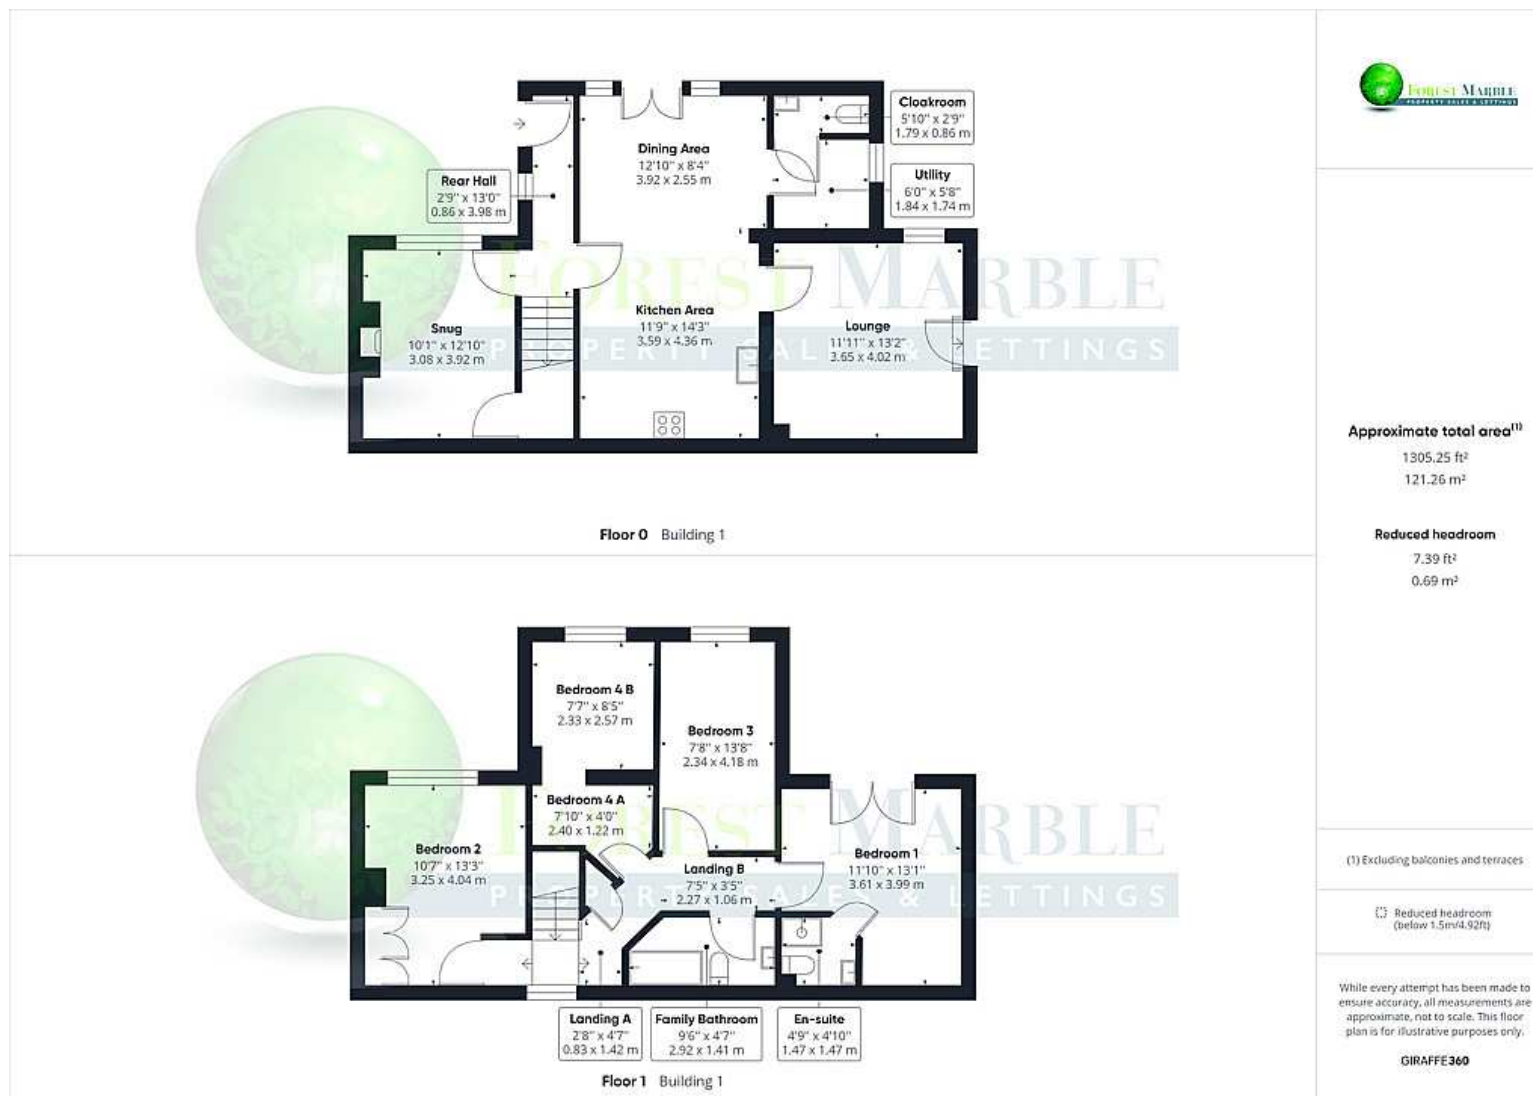 Cloakroom
5'10" x 2'9"
1.79 x 0.86 m
Dining Area
12'10" x 8'4"
3.92 x 2.55 m
Rear Hall
2'9" x 13'0"
0.86 x 3.98 m
Utility
6'0" x 5'8"
1.84 x 1.74 m
Kitchen Area
11'9" x 14'3"
3.59 x 4.36 m
Snug
10'1" x 12'10"
3.08 x 3.92 m
Lounge
11'11" x 13'2"
3.65 x 4.02 m
FOREST MARBLE
PROPERTY SALES & LETTINGS
Floor 0 Building 1
Bedroom 4 B
7'7" x 8'5"
2.33 x 2.57 m
Bedroom 3
7'8" x 13'8"
2.34 x 4.18 m
Bedroom 4 A
7'10" x 4'0"
2.40 x 1.22 m
Bedroom 2
10'7" x 13'3"
3.25 x 4.04 m
Landing B
7'5" x 3'5"
2.27 x 1.06 m
Bedroom 1
11'10" x 13'1"
3.61 x 3.99 m
FOREST MARBLE
PROPERTY SALES & LETTINGS
Landing A
2'8" x 4'7"
0.83 x 1.42 m
Family Bathroom
9'6" x 4'7"
2.92 x 1.41 m
En-suite
4'9" x 4'10"
1.47 x 1.47 m
Floor 1 Building 1
FOREST MARBLE
PROPERTY SALES & LETTINGS
Approximate total area(1)
1305.25 ft²
121.26 m²
Reduced headroom
7.39 ft²
0.69 m²
(1) Excluding balconies and terraces
Reduced headroom
(below 1.5m/4.92ft)
While every attempt has been made to
ensure accuracy, all measurements are
approximate, not to scale. This floor
plan is for illustrative purposes only.
GIRAFFE360